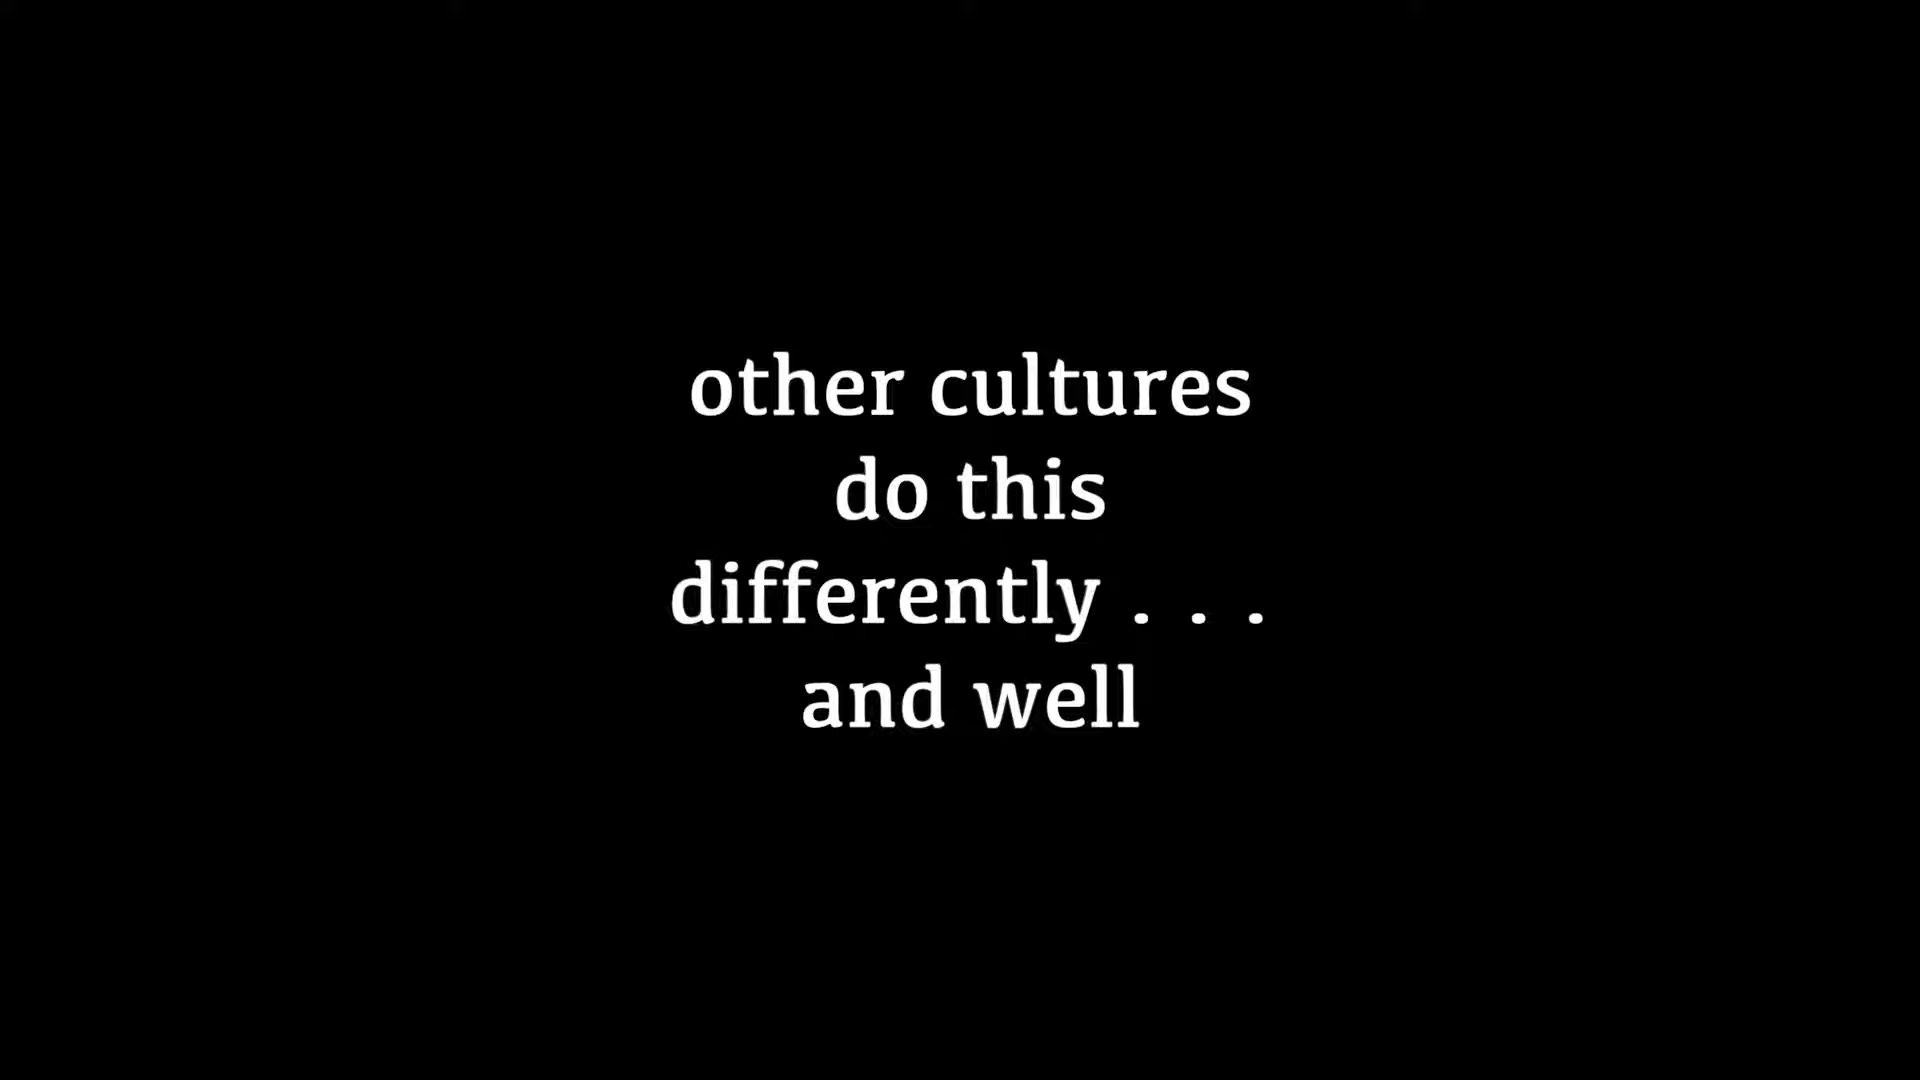 other cultures
do this
differently . . .
and well